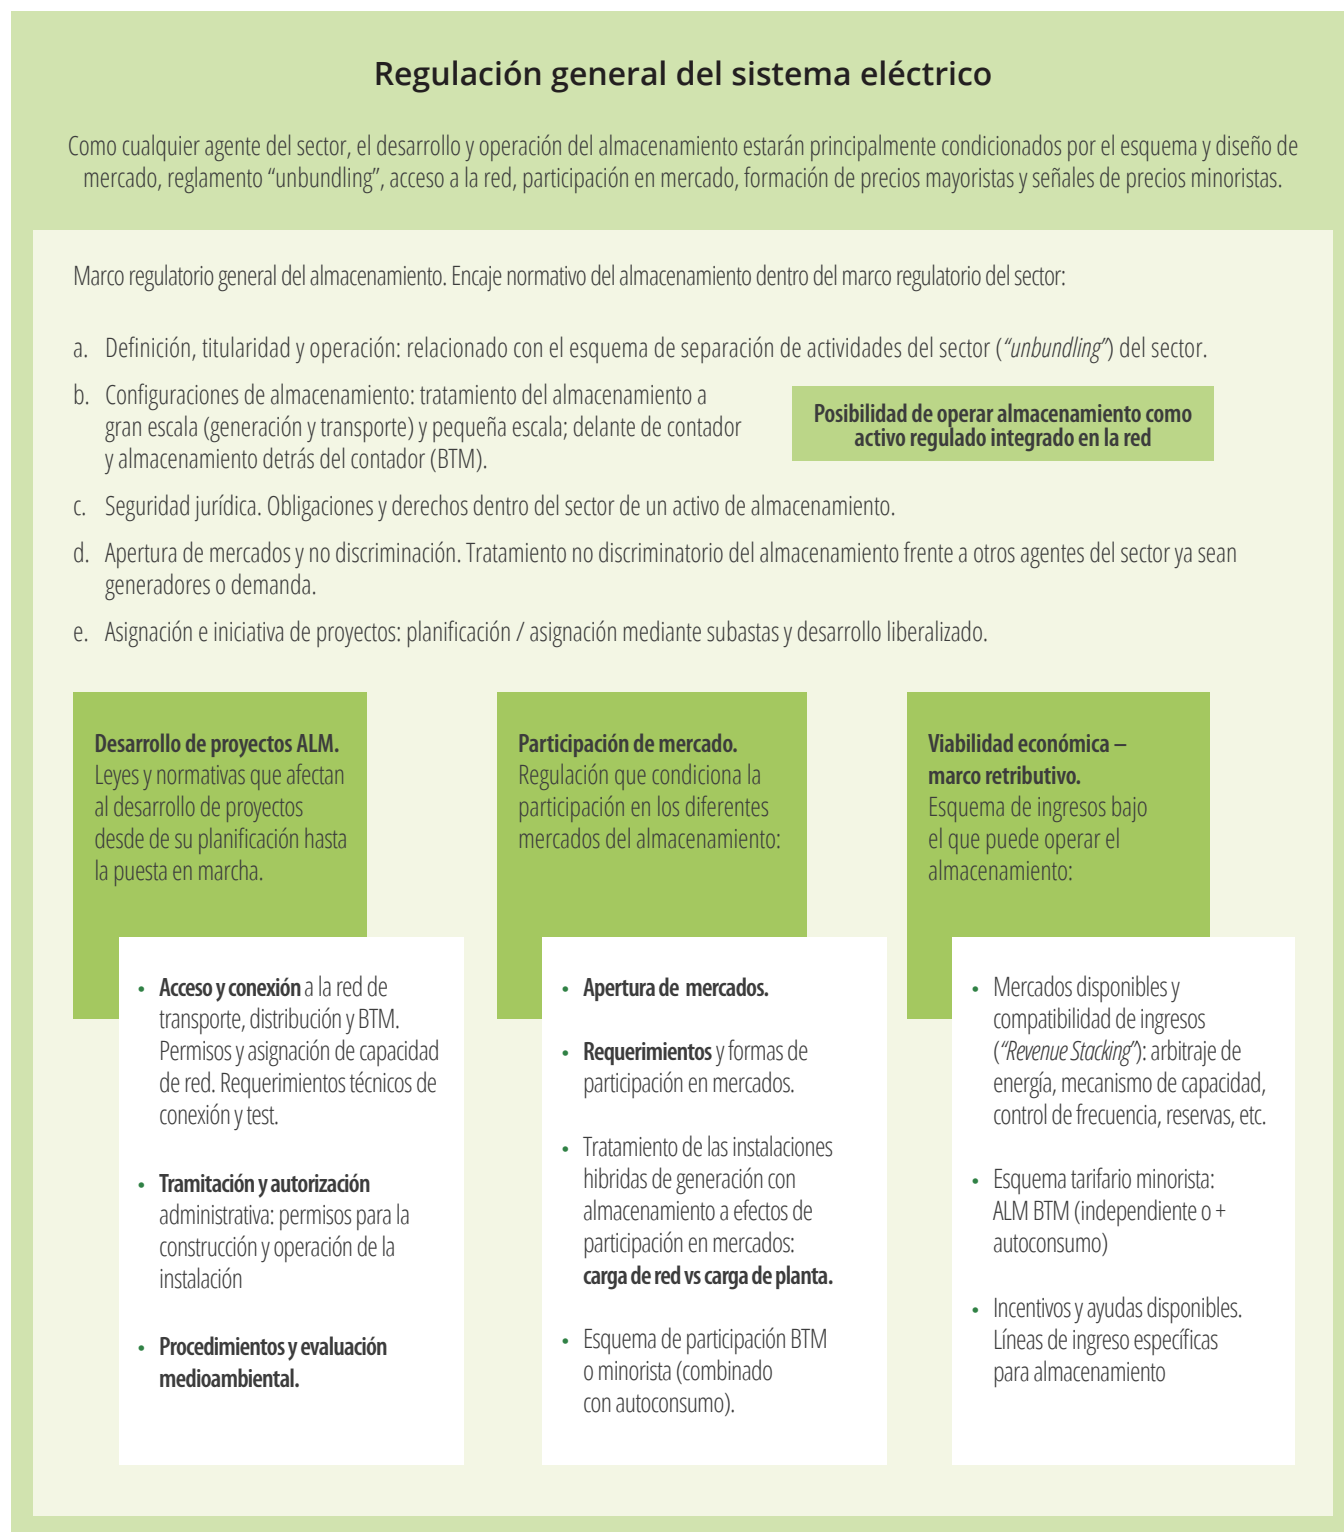 Regulación general del sistema eléctrico
Como cualquier agente del sector, el desarrollo y operación del almacenamiento estarán principalmente condicionados por el esquema y diseño de
mercado, reglamento “unbundling”, acceso a la red, participación en mercado, formación de precios mayoristas y señales de precios minoristas.
Marco regulatorio general del almacenamiento. Encaje normativo del almacenamiento dentro del marco regulatorio del sector:
a. Definición, titularidad y operación: relacionado con el esquema de separación de actividades del sector (“unbundling”) del sector.
b. Configuraciones de almacenamiento: tratamiento del almacenamiento a
gran escala (generación y transporte) y pequeña escala; delante de contador
y almacenamiento detrás del contador (BTM).
Posibilidad de operar almacenamiento como
activo regulado integrado en la red
c. Seguridad jurídica. Obligaciones y derechos dentro del sector de un activo de almacenamiento.
d. Apertura de mercados y no discriminación. Tratamiento no discriminatorio del almacenamiento frente a otros agentes del sector ya sean
generadores o demanda.
e. Asignación e iniciativa de proyectos: planificación / asignación mediante subastas y desarrollo liberalizado.
Desarrollo de proyectos ALM.
Leyes y normativas que afectan
al desarrollo de proyectos
desde de su planificación hasta
la puesta en marcha.
• Acceso y conexión a la red de
transporte, distribución y BTM.
Permisos y asignación de capacidad
de red. Requerimientos técnicos de
conexión y test.
• Tramitación y autorización
administrativa: permisos para la
construcción y operación de la
instalación
• Procedimientos y evaluación
medioambiental.
Participación de mercado.
Regulación que condiciona la
participación en los diferentes
mercados del almacenamiento:
• Apertura de mercados.
• Requerimientos y formas de
participación en mercados.
• Tratamiento de las instalaciones
hibridas de generación con
almacenamiento a efectos de
participación en mercados:
carga de red vs carga de planta.
• Esquema de participación BTM
o minorista (combinado
con autoconsumo).
Viabilidad económica –
marco retributivo.
Esquema de ingresos bajo
el que puede operar el
almacenamiento:
• Mercados disponibles y
compatibilidad de ingresos
(“Revenue Stacking”): arbitraje de
energía, mecanismo de capacidad,
control de frecuencia, reservas, etc.
• Esquema tarifario minorista:
ALM BTM (independiente o +
autoconsumo)
• Incentivos y ayudas disponibles.
Líneas de ingreso específicas
para almacenamiento